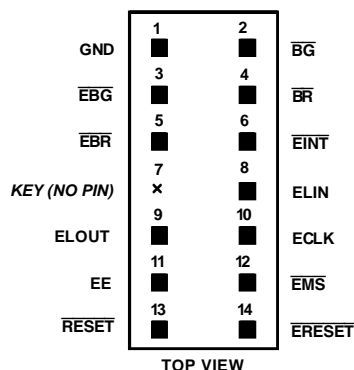 1 2
GND BG
3 4
EBG BR
5 6
EBR EINT
7 8
KEY (NO PIN) × ELIN
9 10
ELOUT ECLK
11 12
EE EMS
13 14
RESET ERESET
TOP VIEW